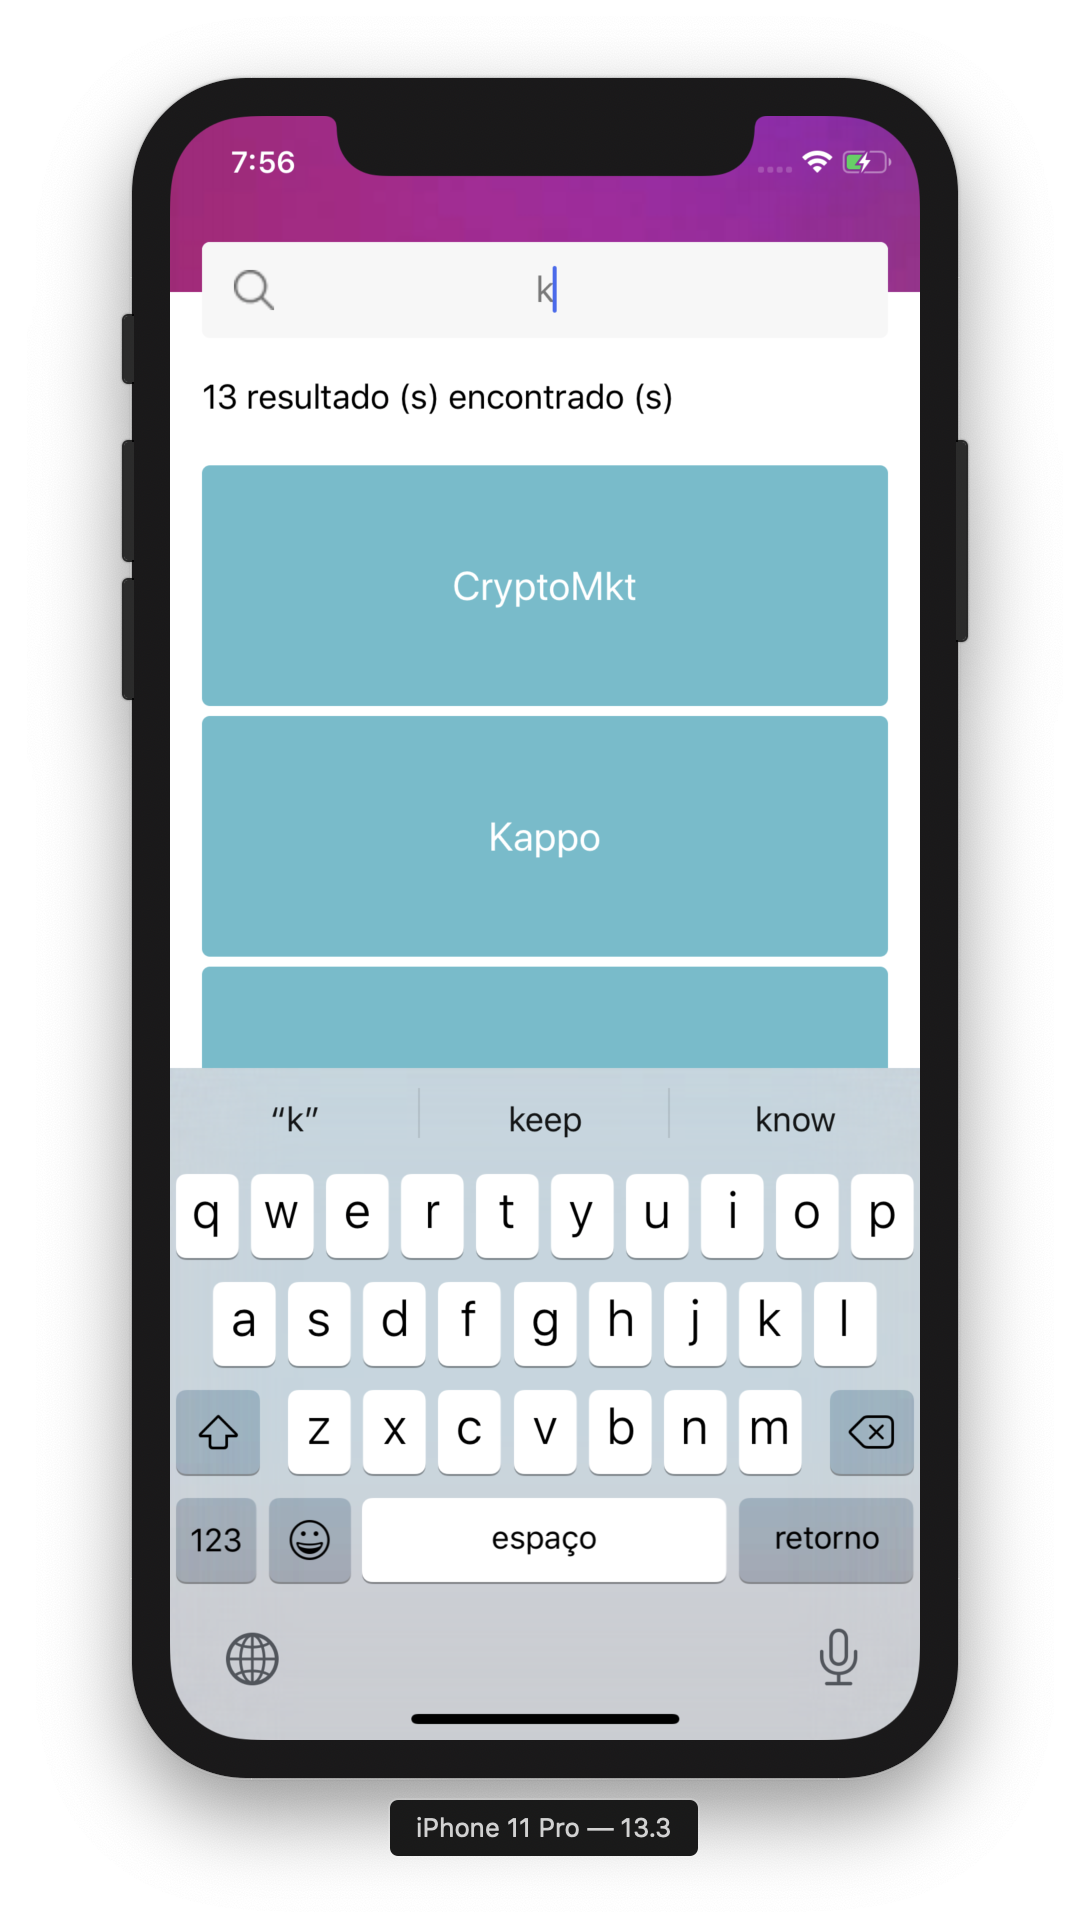 7:56
k
13 resultado (s) encontrado (s)
CryptoMkt
Kappo
“k” keep know
q w e r t y u i o p
a s d f g h j k l
z x c v b n m
123 espaço retorno
iPhone 11 Pro — 13.3